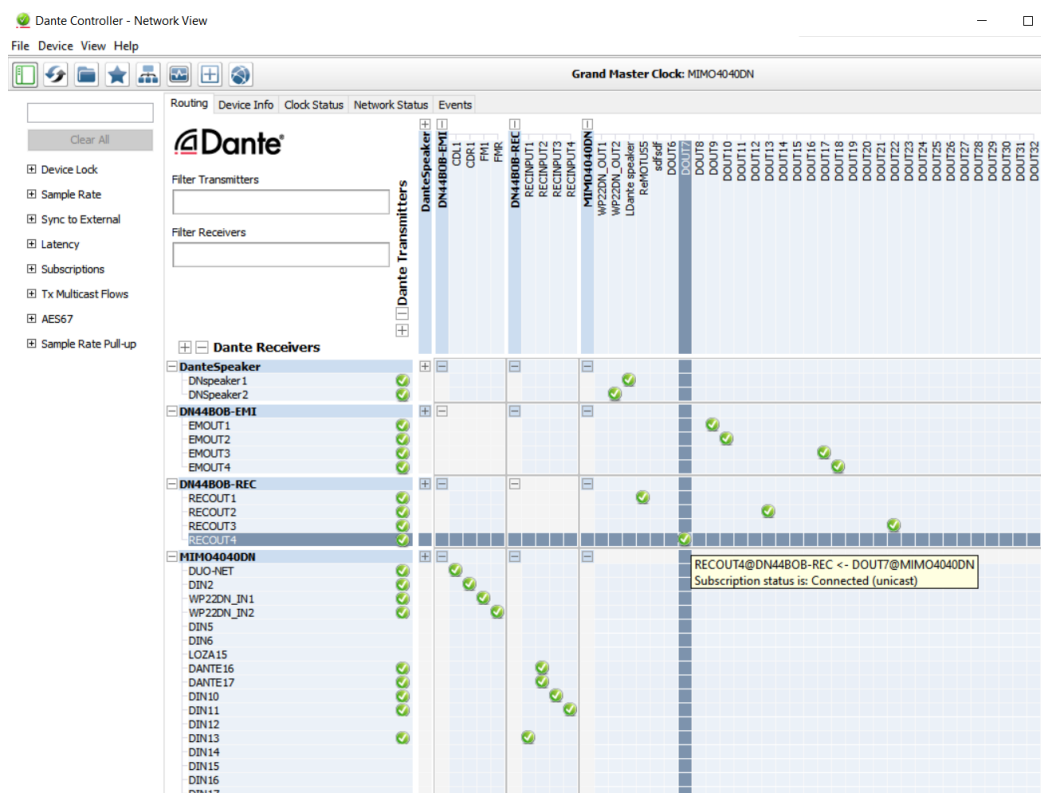 Dante Controller - Network View
File Device View Help
Grand Master Clock: MIMO4040DN
Routing Device Info Clock Status Network Status Events
Clear All
Device Lock
Sample Rate
Sync to External
Latency
Subscriptions
Tx Multicast Flows
AES67
Sample Rate Pull-up
Dante®
Filter Transmitters
Filter Receivers
Dante Transmitters
DanteSpeaker
DN44BOB-EMI
CDL1
CDR1
FM1
FMR
DN44BOB-REC
RECINPUT1
RECINPUT2
RECINPUT3
RECINPUT4
MIMO4040DN
WP22DN_OUT1
WP22DN_OUT2
LDante speaker
ReMOTUSS
sdfsdf
DOUT6
DOUT7
DOUT8
DOUT9
DOUT10
DOUT11
DOUT12
DOUT13
DOUT14
DOUT15
DOUT16
DOUT17
DOUT18
DOUT19
DOUT20
DOUT21
DOUT22
DOUT23
DOUT24
DOUT25
DOUT26
DOUT27
DOUT28
DOUT29
DOUT30
DOUT31
DOUT32
Dante Receivers
DanteSpeaker
DNspeaker1
DNSpeaker2
DN44BOB-EMI
EMOUT1
EMOUT2
EMOUT3
EMOUT4
DN44BOB-REC
RECOUT1
RECOUT2
RECOUT3
RECOUT4
MIMO4040DN
RECOUT4@DN44BOB-REC <- DOUT7@MIMO4040DN
Subscription status is: Connected (unicast)
DUO-NET
DIN2
WP22DN_IN1
WP22DN_IN2
DIN5
DIN6
LOZA15
DANTE16
DANTE17
DIN10
DIN11
DIN12
DIN13
DIN14
DIN15
DIN16
DIN17